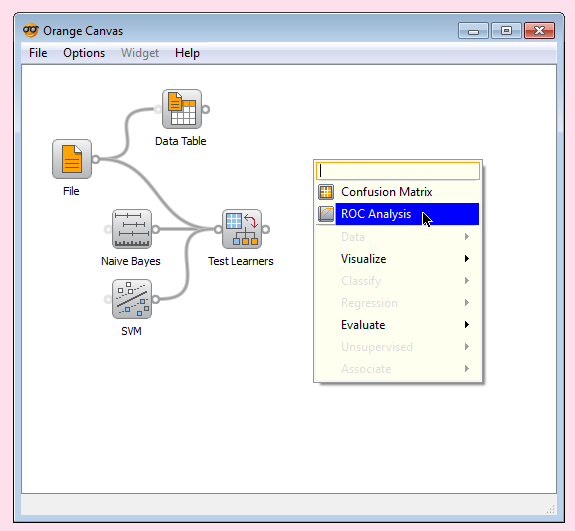 Orange Canvas
File Options Widget Help
Data Table
File
Naive Bayes
Test Learners
SVM
Confusion Matrix
ROC Analysis
Data
Visualize
Classify
Regression
Evaluate
Unsupervised
Associate